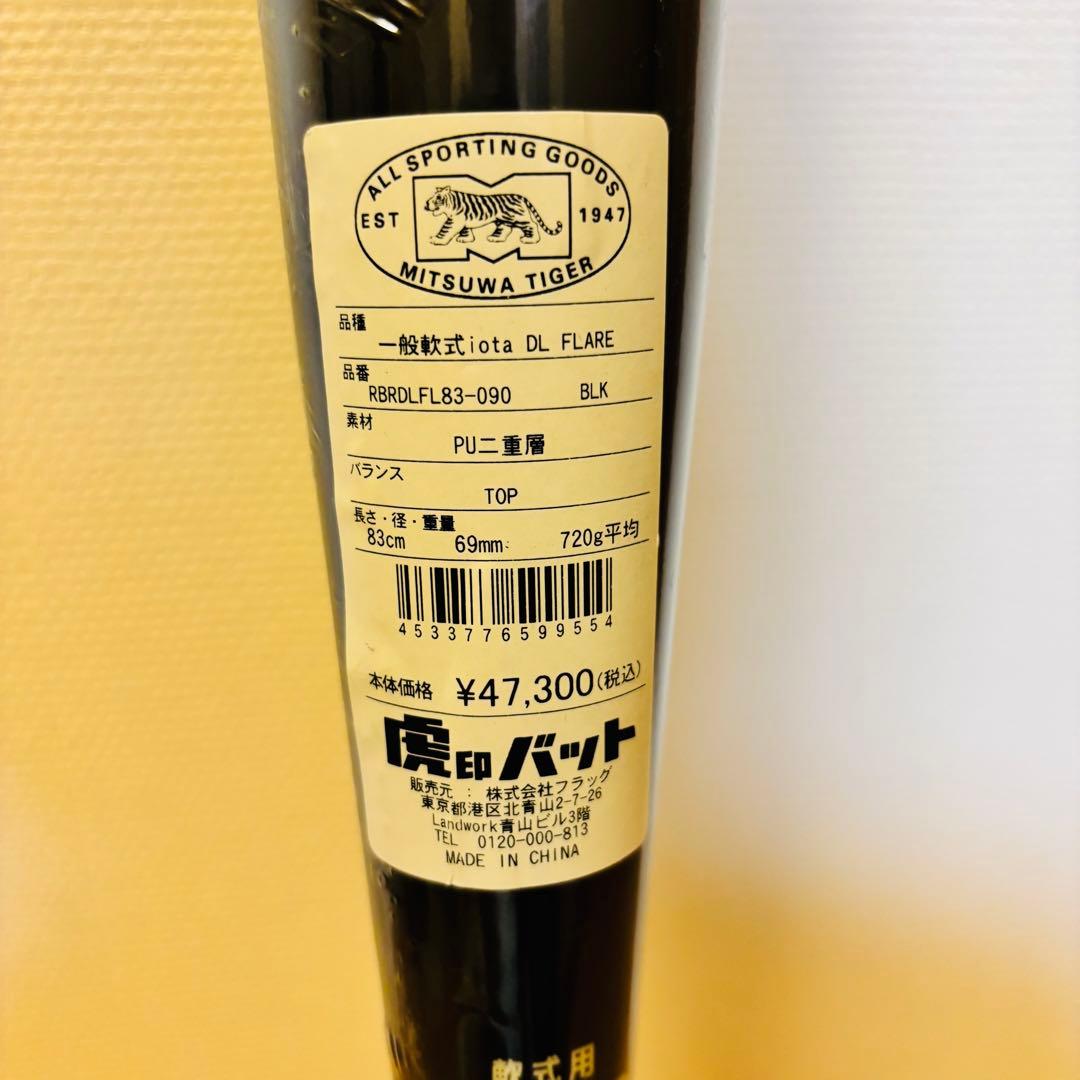 ALL SPORTING GOODS
EST 1947
MITSUWA TIGER
品種
一般軟式iota DL FLARE
品番
RBRDLFL83-090 BLK
素材
PU二重層
バランス
TOP
長さ・径・重量
83cm 69mm 720g平均
4533776599554
本体価格 ¥47,300(税込)
虎印バット
販売元 : 株式会社フラッグ
東京都港区北青山2-7-26
Landwork青山ビル3階
TEL 0120-000-813
MADE IN CHINA
軟式用